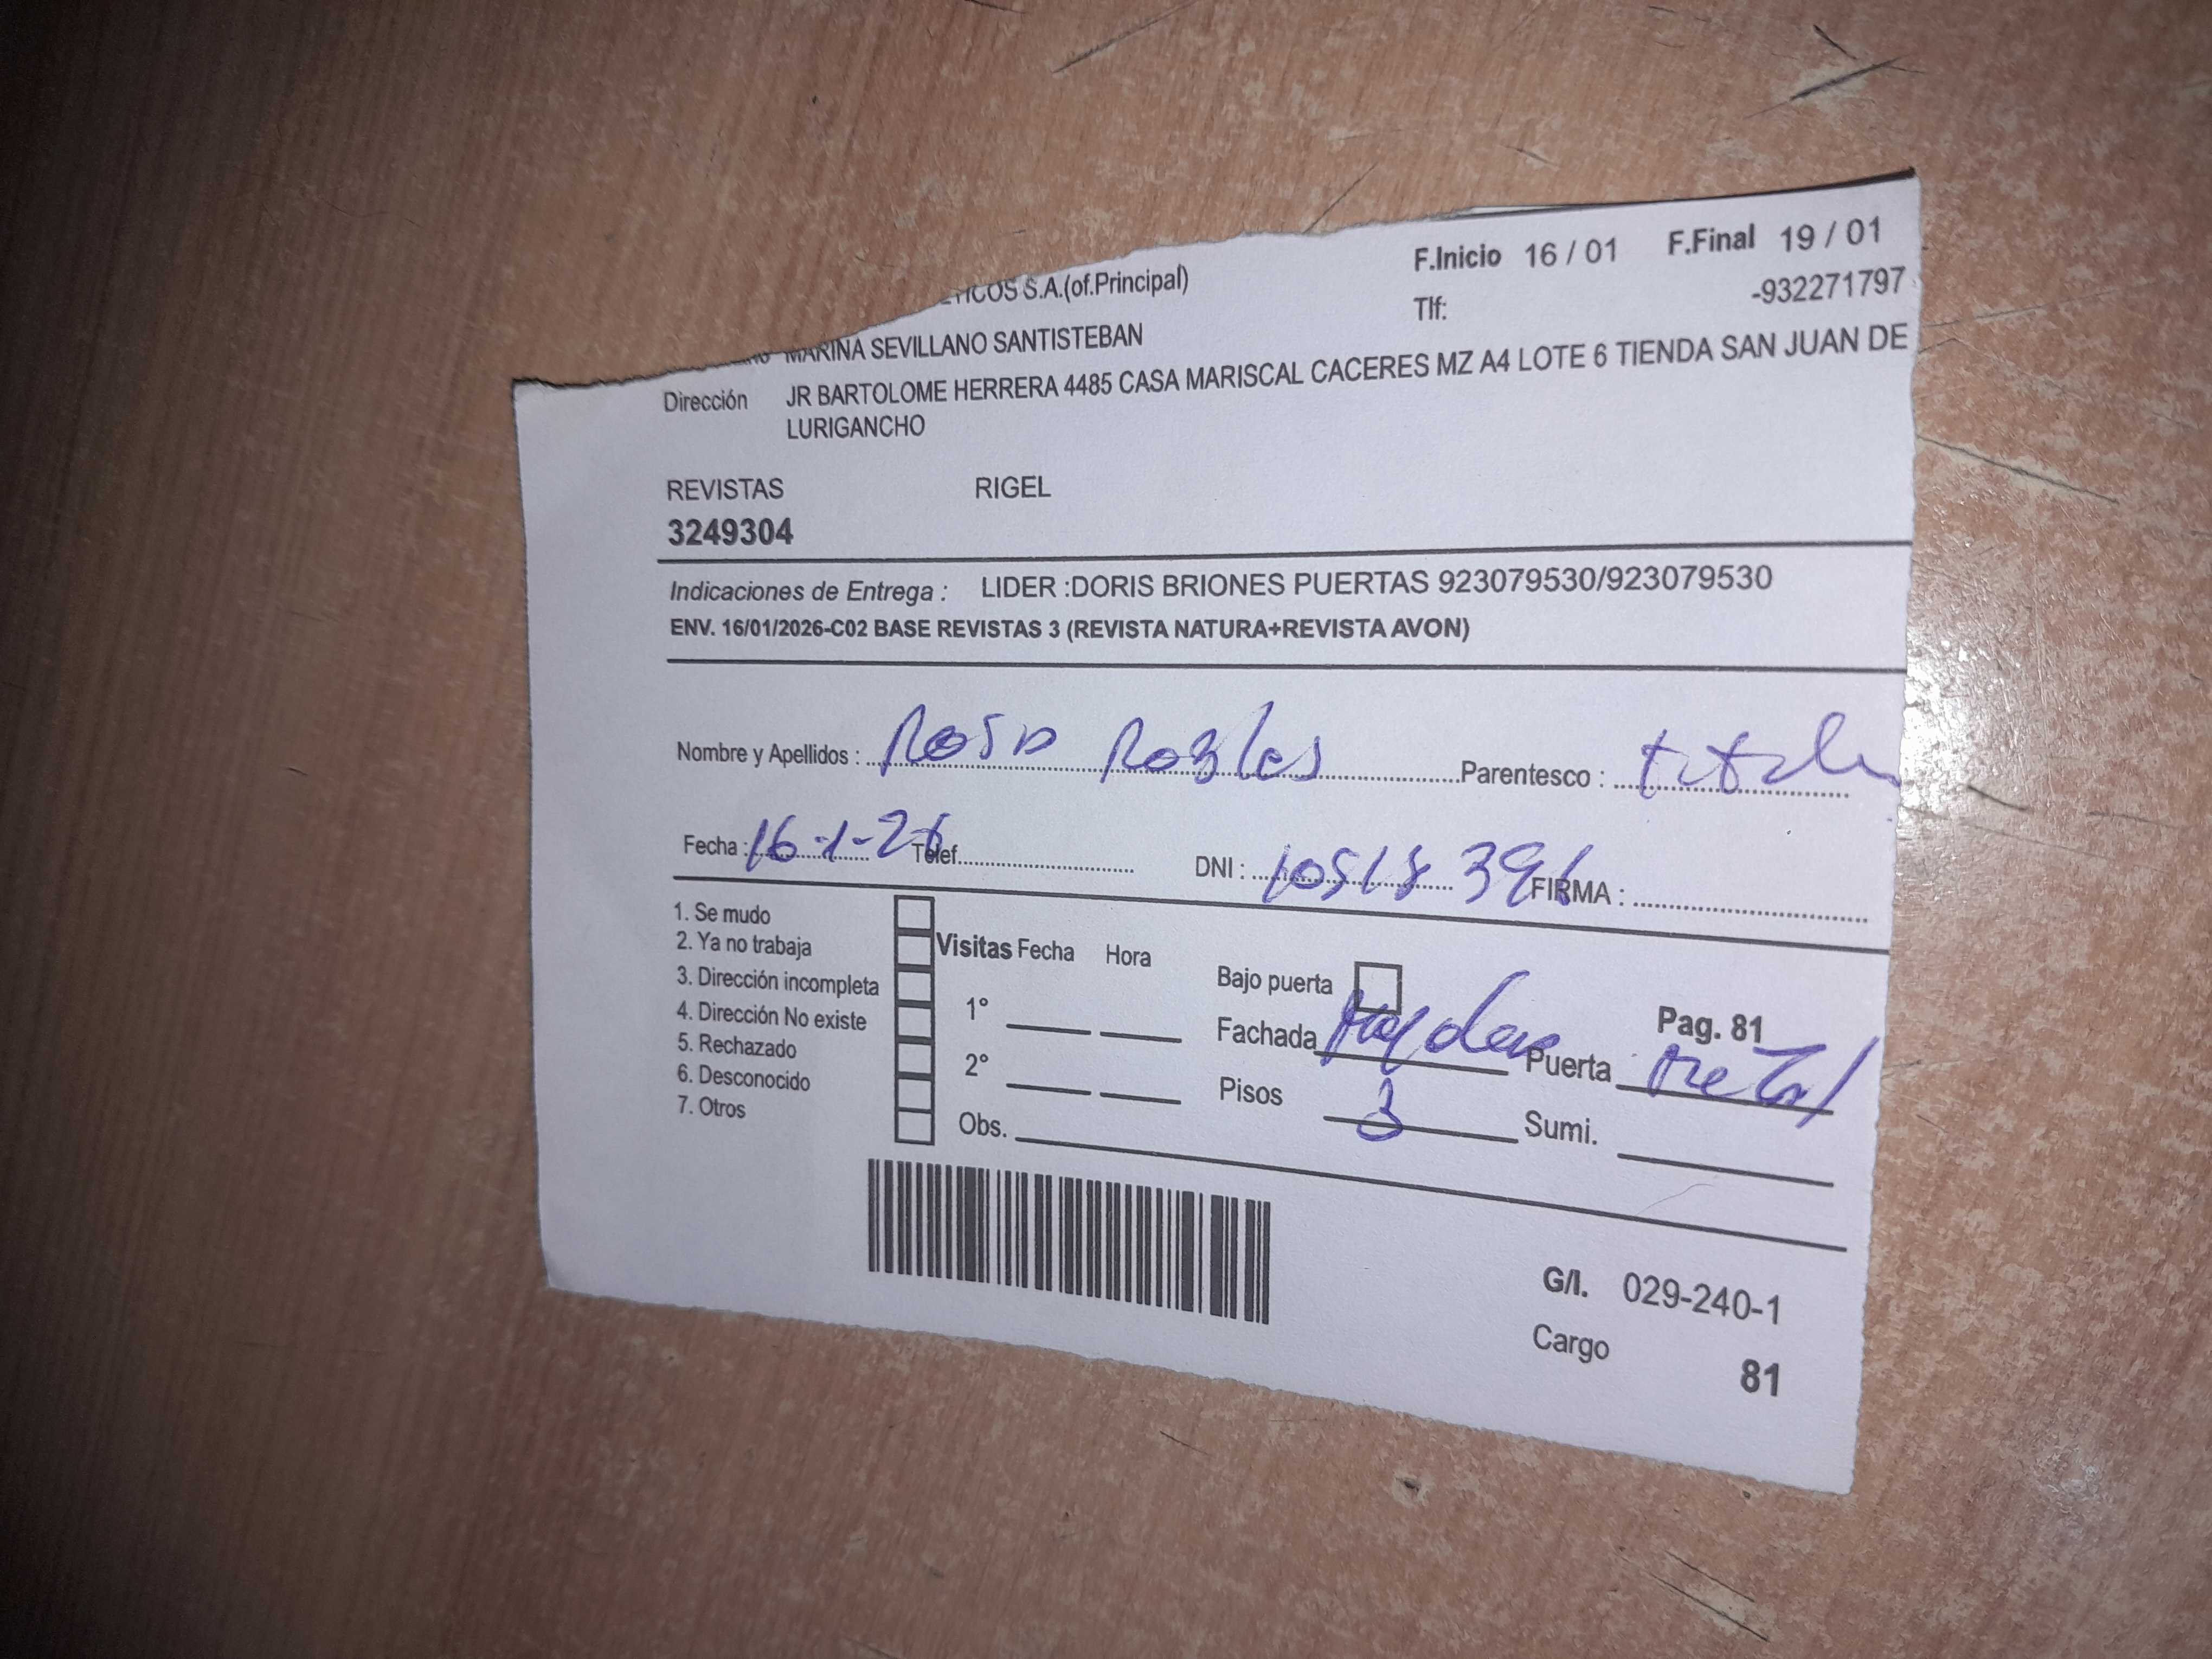 ICOS S.A.(of.Principal) F.Inicio 16 / 01 F.Final 19 / 01
Tlf: -932271797
MARINA SEVILLANO SANTISTEBAN
Dirección JR BARTOLOME HERRERA 4485 CASA MARISCAL CACERES MZ A4 LOTE 6 TIENDA SAN JUAN DE
LURIGANCHO
REVISTAS RIGEL
3249304
Indicaciones de Entrega : LIDER :DORIS BRIONES PUERTAS 923079530/923079530
ENV. 16/01/2026-C02 BASE REVISTAS 3 (REVISTA NATURA+REVISTA AVON)
Nombre y Apellidos : Rosa Robles Parentesco :
Fecha : 16-1-26 Telef. DNI : FIRMA :
1. Se mudo
2. Ya no trabaja
3. Dirección incompleta
4. Dirección No existe
5. Rechazado
6. Desconocido
7. Otros
Visitas Fecha Hora
1°
2°
Obs.
Bajo puerta
Fachada Puerta Metal
Pisos 3 Sumi.
Pag. 81
G/I. 029-240-1
Cargo 81